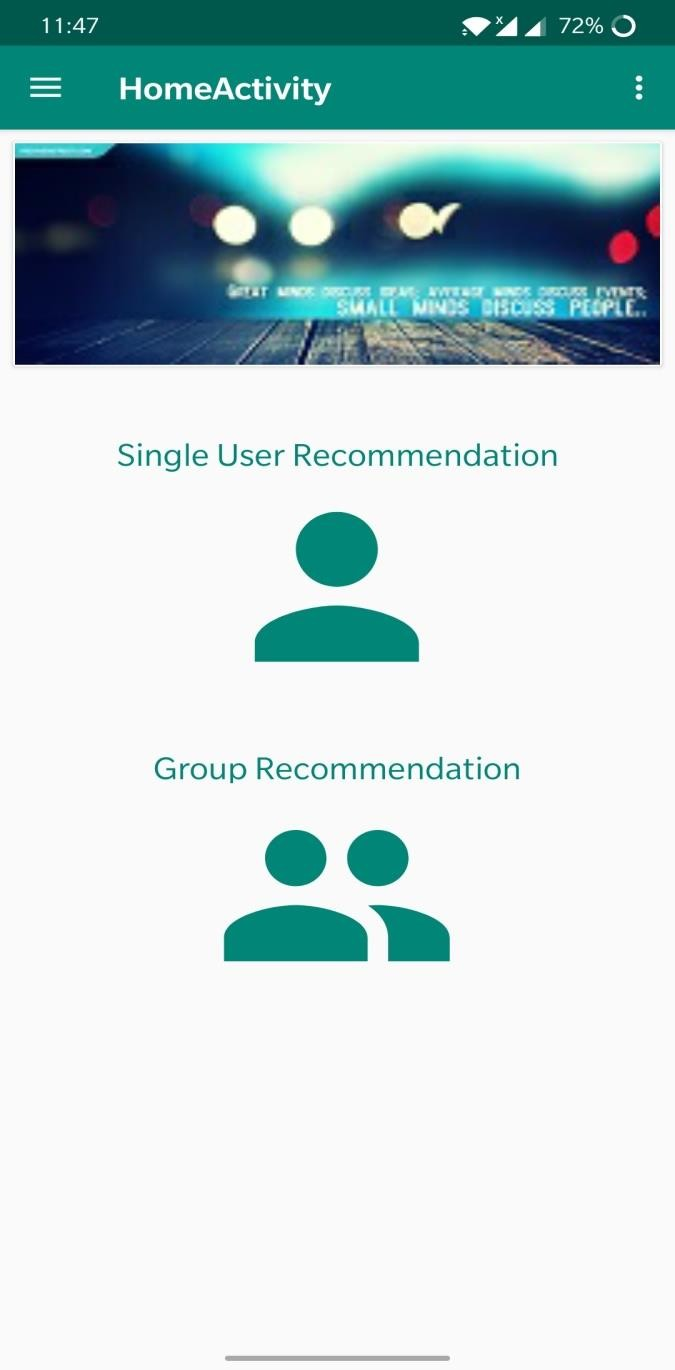 11:47
x
72%
HomeActivity
GREAT MINDS DISCUSS IDEAS; AVERAGE MINDS DISCUSS EVENTS;
SMALL MINDS DISCUSS PEOPLE..
Single User Recommendation
Group Recommendation